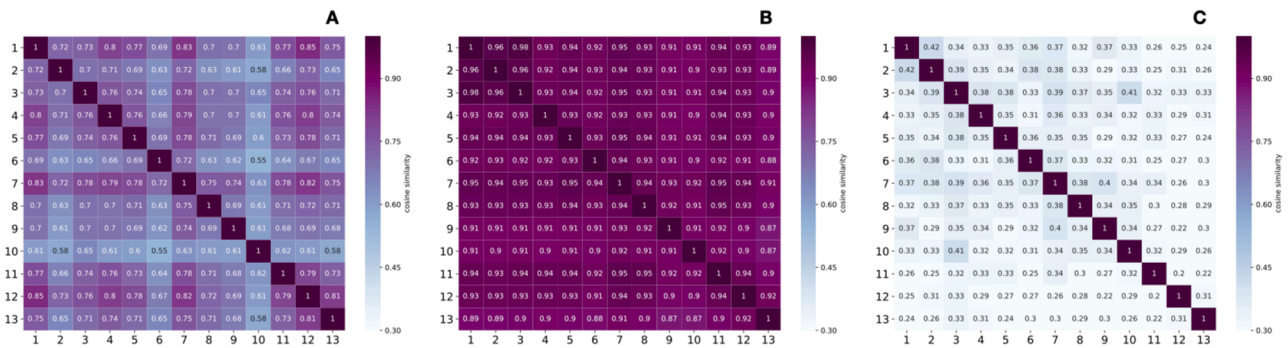 A
1 1 0.72 0.73 0.8 0.77 0.69 0.83 0.7 0.7 0.61 0.77 0.85 0.75
2 0.72 1 0.7 0.71 0.69 0.63 0.72 0.63 0.61 0.58 0.66 0.73 0.65
3 0.73 0.7 1 0.76 0.74 0.65 0.78 0.7 0.7 0.65 0.74 0.76 0.71
4 0.8 0.71 0.76 1 0.76 0.66 0.79 0.7 0.7 0.61 0.76 0.8 0.74
5 0.77 0.69 0.74 0.76 1 0.69 0.78 0.71 0.69 0.6 0.73 0.78 0.71
6 0.69 0.63 0.65 0.66 0.69 1 0.72 0.63 0.62 0.55 0.64 0.67 0.65
7 0.83 0.72 0.78 0.79 0.78 0.72 1 0.75 0.74 0.63 0.78 0.82 0.75
8 0.7 0.63 0.7 0.7 0.71 0.63 0.75 1 0.69 0.61 0.71 0.72 0.71
9 0.7 0.61 0.7 0.7 0.69 0.62 0.74 0.69 1 0.61 0.68 0.69 0.68
10 0.61 0.58 0.65 0.61 0.6 0.55 0.63 0.61 0.61 1 0.62 0.61 0.58
11 0.77 0.66 0.74 0.76 0.73 0.64 0.78 0.71 0.68 0.62 1 0.79 0.73
12 0.85 0.73 0.76 0.8 0.78 0.67 0.82 0.72 0.69 0.61 0.79 1 0.81
13 0.75 0.65 0.71 0.74 0.71 0.65 0.75 0.71 0.68 0.58 0.73 0.81 1
1 2 3 4 5 6 7 8 9 10 11 12 13
0.90
0.75
0.60
0.45
0.30
cosine similarity
B
1 1 0.96 0.98 0.93 0.94 0.92 0.95 0.93 0.91 0.91 0.94 0.93 0.89
2 0.96 1 0.96 0.92 0.94 0.92 0.94 0.93 0.91 0.9 0.93 0.93 0.89
3 0.98 0.96 1 0.93 0.94 0.92 0.95 0.93 0.91 0.91 0.94 0.93 0.9
4 0.93 0.92 0.93 1 0.93 0.92 0.93 0.93 0.91 0.9 0.92 0.93 0.9
5 0.94 0.94 0.94 0.93 1 0.93 0.95 0.94 0.91 0.91 0.94 0.93 0.9
6 0.92 0.92 0.92 0.92 0.93 1 0.94 0.93 0.91 0.9 0.92 0.91 0.88
7 0.95 0.94 0.95 0.93 0.95 0.94 1 0.94 0.93 0.92 0.95 0.94 0.91
8 0.93 0.93 0.93 0.93 0.94 0.93 0.94 1 0.92 0.91 0.92 0.93 0.9
9 0.91 0.91 0.91 0.91 0.91 0.91 0.93 0.92 1 0.91 0.92 0.9 0.87
10 0.91 0.9 0.91 0.9 0.91 0.9 0.92 0.91 0.91 1 0.92 0.9 0.87
11 0.94 0.93 0.94 0.92 0.94 0.92 0.95 0.92 0.92 0.92 1 0.94 0.9
12 0.93 0.93 0.93 0.93 0.93 0.91 0.94 0.93 0.9 0.9 0.94 1 0.92
13 0.89 0.89 0.9 0.9 0.9 0.88 0.91 0.9 0.87 0.87 0.9 0.92 1
1 2 3 4 5 6 7 8 9 10 11 12 13
0.90
0.75
0.60
0.45
0.30
cosine similarity
C
1 1 0.42 0.34 0.33 0.35 0.36 0.37 0.32 0.37 0.33 0.26 0.25 0.24
2 0.42 1 0.39 0.35 0.34 0.38 0.38 0.33 0.29 0.33 0.25 0.31 0.26
3 0.34 0.39 1 0.38 0.38 0.33 0.39 0.37 0.35 0.41 0.32 0.33 0.33
4 0.33 0.35 0.38 1 0.35 0.31 0.36 0.33 0.34 0.32 0.33 0.29 0.31
5 0.35 0.34 0.38 0.35 1 0.36 0.35 0.35 0.29 0.32 0.33 0.27 0.24
6 0.36 0.38 0.33 0.31 0.36 1 0.37 0.33 0.32 0.31 0.25 0.27 0.3
7 0.37 0.38 0.39 0.36 0.35 0.37 1 0.38 0.4 0.34 0.34 0.26 0.3
8 0.32 0.33 0.37 0.33 0.35 0.33 0.38 1 0.34 0.35 0.3 0.28 0.29
9 0.37 0.29 0.35 0.34 0.29 0.32 0.4 0.34 1 0.34 0.27 0.22 0.3
10 0.33 0.33 0.41 0.32 0.32 0.31 0.34 0.35 0.34 1 0.32 0.29 0.26
11 0.26 0.25 0.32 0.33 0.33 0.25 0.34 0.3 0.27 0.32 1 0.2 0.22
12 0.25 0.31 0.33 0.29 0.27 0.27 0.26 0.28 0.22 0.29 0.2 1 0.31
13 0.24 0.26 0.33 0.31 0.24 0.3 0.3 0.29 0.3 0.26 0.22 0.31 1
1 2 3 4 5 6 7 8 9 10 11 12 13
0.90
0.75
0.60
0.45
0.30
cosine similarity